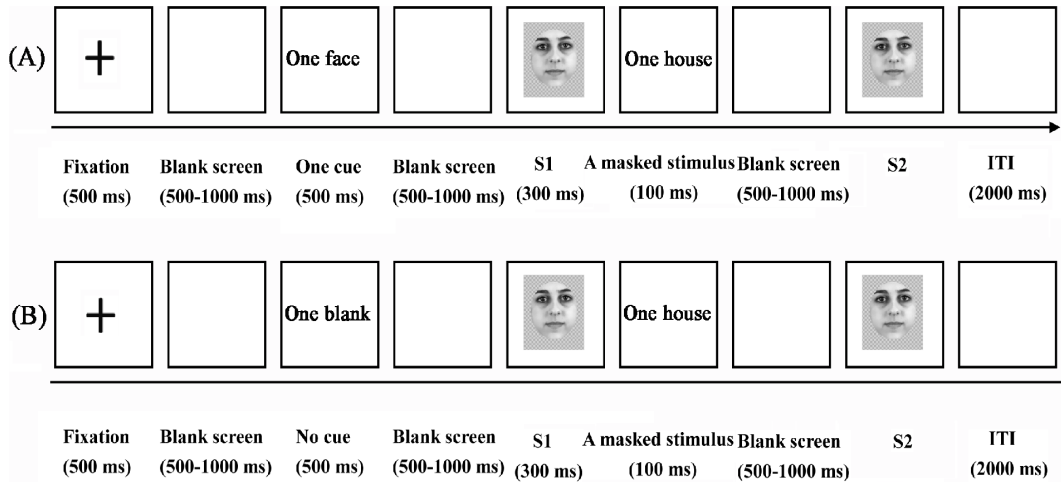 (A)
One face
One house
Fixation
(500 ms)
Blank screen
(500-1000 ms)
One cue
(500 ms)
Blank screen
(500-1000 ms)
S1
(300 ms)
A masked stimulus
(100 ms)
Blank screen
(500-1000 ms)
S2
ITI
(2000 ms)
(B)
One blank
One house
Fixation
(500 ms)
Blank screen
(500-1000 ms)
No cue
(500 ms)
Blank screen
(500-1000 ms)
S1
(300 ms)
A masked stimulus
(100 ms)
Blank screen
(500-1000 ms)
S2
ITI
(2000 ms)